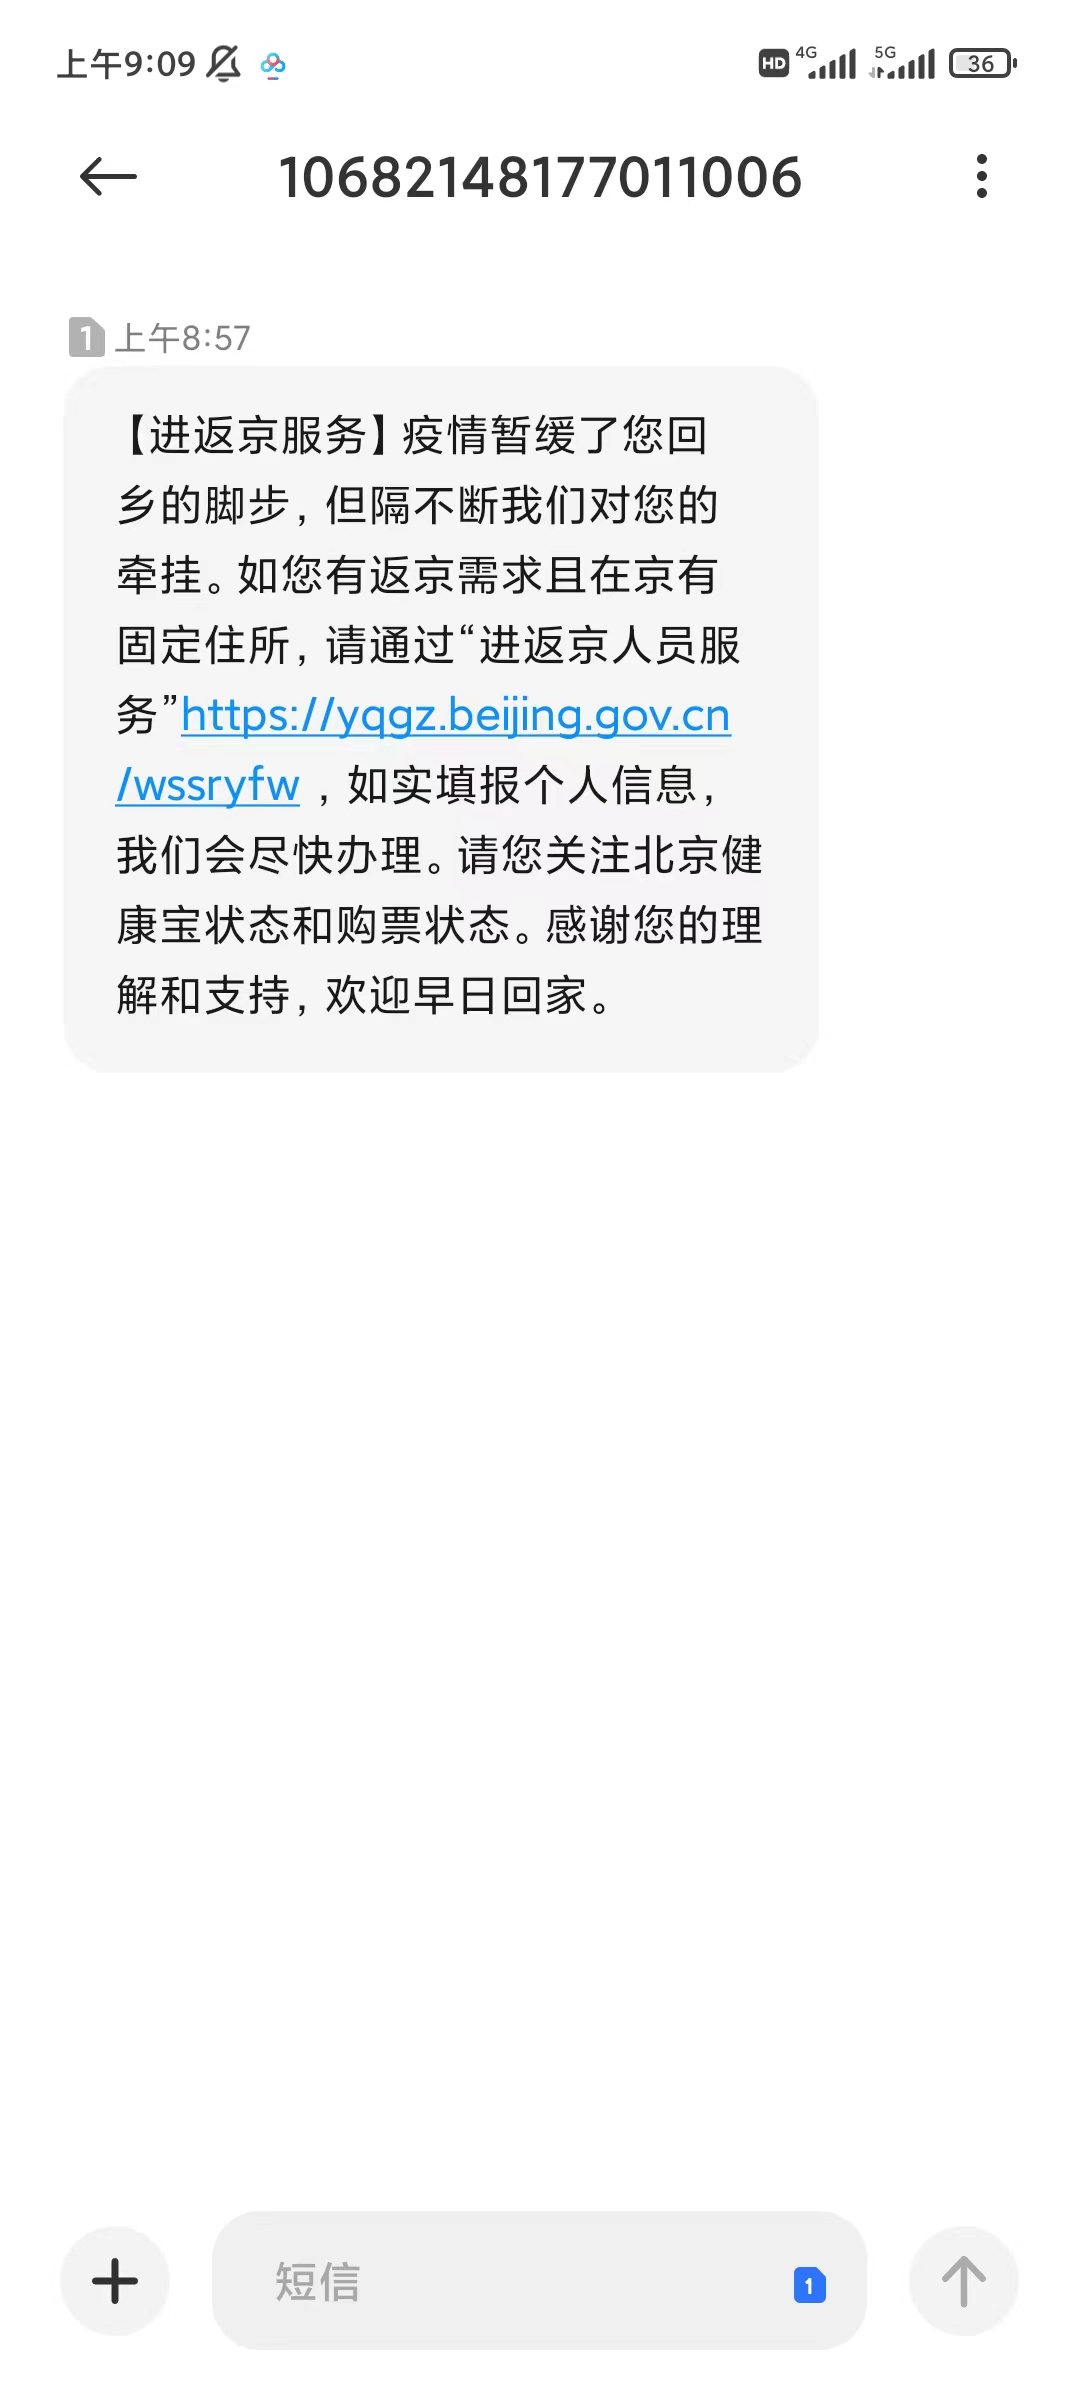 上午9:09
HD 4G 5G 36
10682148177011006
1 上午8:57
【进返京服务】疫情暂缓了您回
乡的脚步，但隔不断我们对您的
牵挂。如您有返京需求且在京有
固定住所，请通过“进返京人员服
务”https://yqgz.beijing.gov.cn
/wssryfw ，如实填报个人信息，
我们会尽快办理。请您关注北京健
康宝状态和购票状态。感谢您的理
解和支持，欢迎早日回家。
短信 1